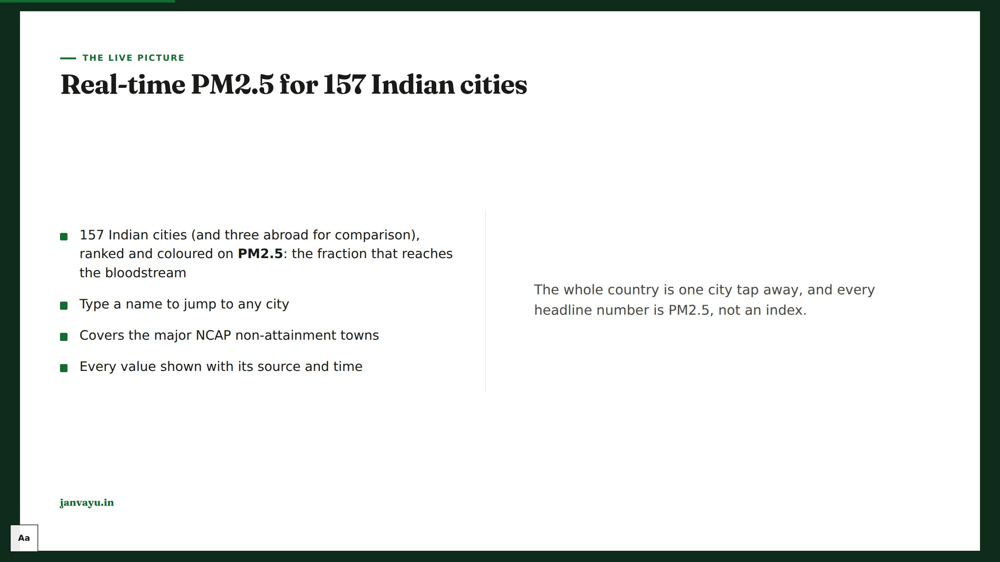 THE LIVE PICTURE
Real-time PM2.5 for 157 Indian cities
157 Indian cities (and three abroad for comparison),
ranked and coloured on PM2.5: the fraction that reaches
the bloodstream
Type a name to jump to any city
Covers the major NCAP non-attainment towns
Every value shown with its source and time
The whole country is one city tap away, and every
headline number is PM2.5, not an index.
janvayu.in
Aa